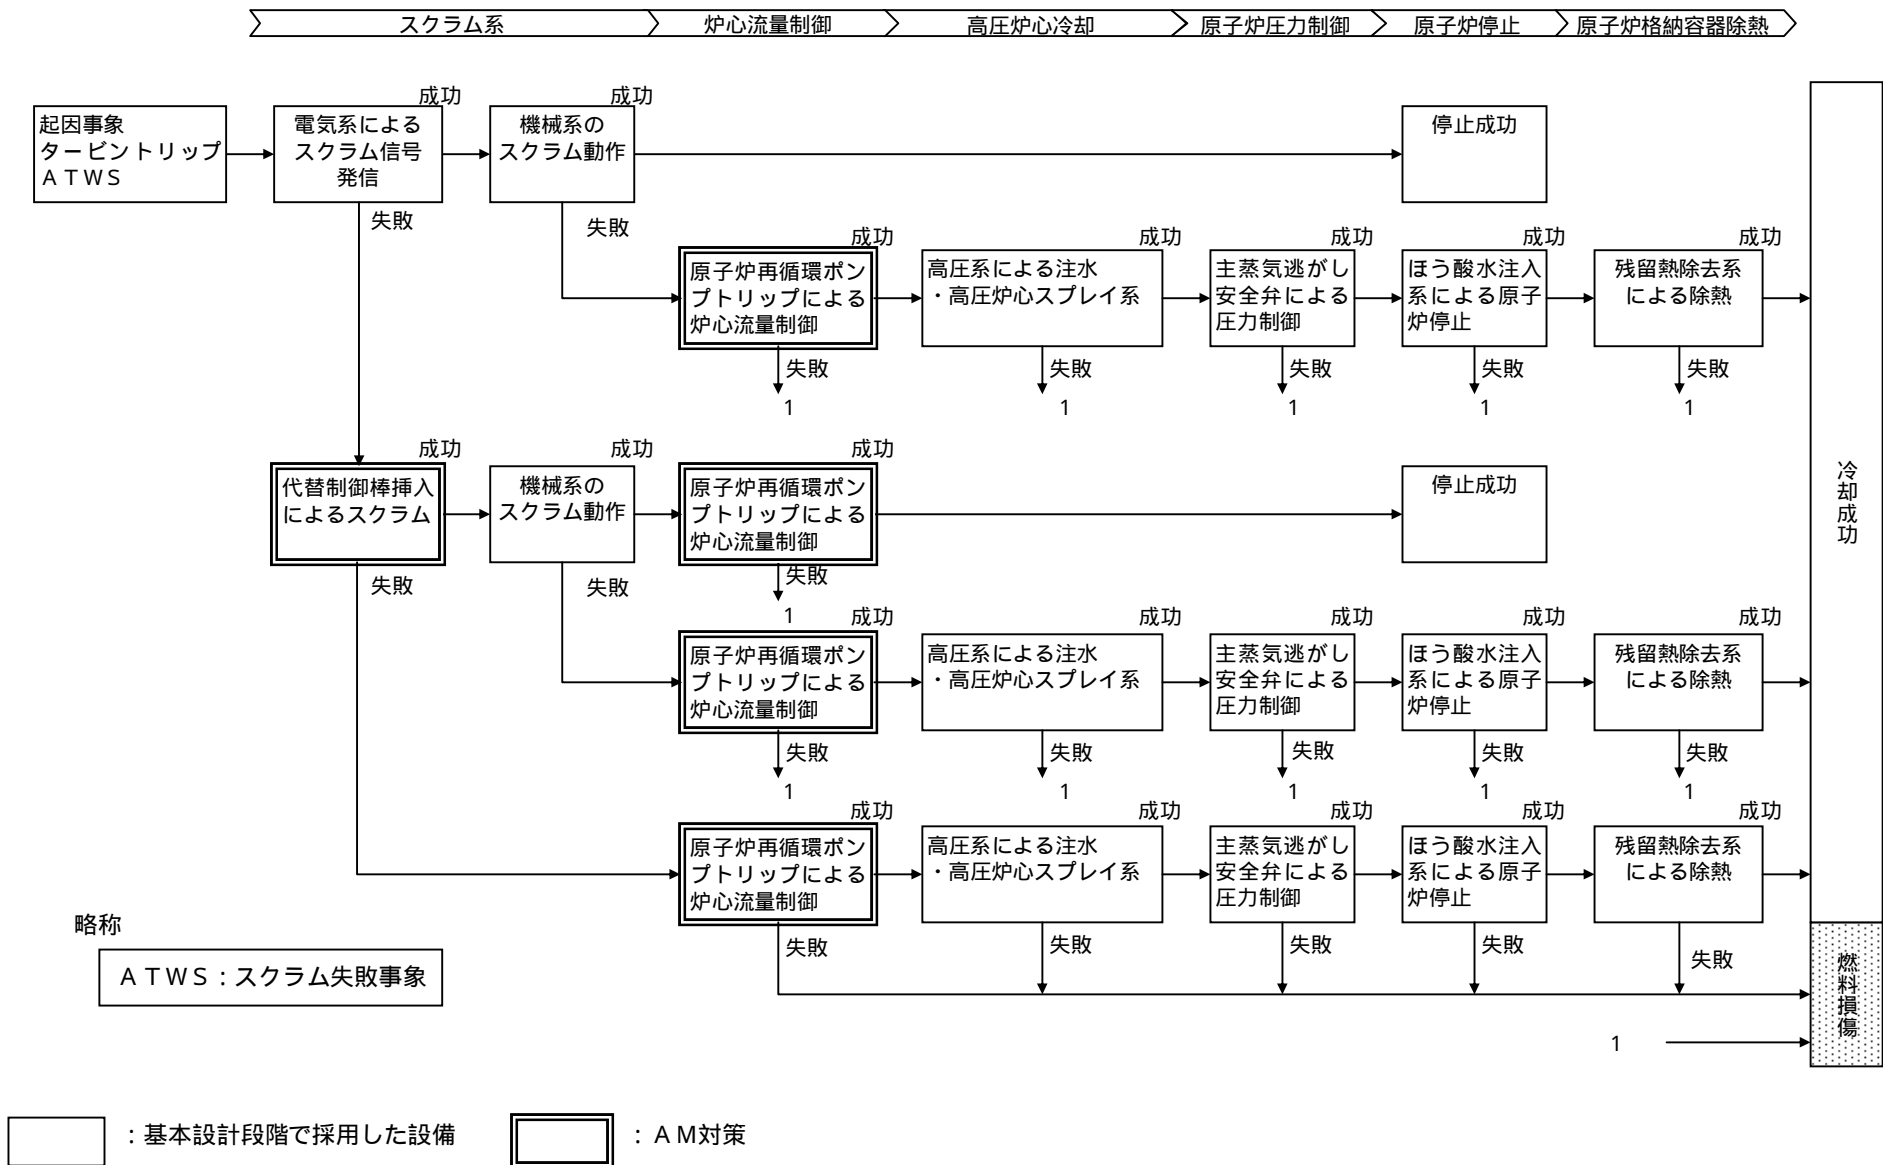 スクラム系
炉心流量制御
高圧炉心冷却
原子炉圧力制御
原子炉停止
原子炉格納容器除熱
起因事象
タービントリップ
ATWS
成功
電気系による
スクラム信号
発信
失敗
成功
機械系の
スクラム動作
失敗
停止成功
成功
原子炉再循環ポン
プトリップによる
炉心流量制御
失敗
1
成功
高圧系による注水
・高圧炉心スプレイ系
失敗
1
成功
主蒸気逃がし
安全弁による
圧力制御
失敗
1
成功
ほう酸水注入
系による原子
炉停止
失敗
1
成功
残留熱除去系
による除熱
失敗
1
成功
代替制御棒挿入
によるスクラム
失敗
成功
機械系の
スクラム動作
失敗
成功
原子炉再循環ポン
プトリップによる
炉心流量制御
失敗
1
停止成功
成功
原子炉再循環ポン
プトリップによる
炉心流量制御
失敗
1
成功
高圧系による注水
・高圧炉心スプレイ系
失敗
1
成功
主蒸気逃がし
安全弁による
圧力制御
失敗
1
成功
ほう酸水注入
系による原子
炉停止
失敗
1
成功
残留熱除去系
による除熱
失敗
1
成功
原子炉再循環ポン
プトリップによる
炉心流量制御
失敗
成功
高圧系による注水
・高圧炉心スプレイ系
失敗
成功
主蒸気逃がし
安全弁による
圧力制御
失敗
成功
ほう酸水注入
系による原子
炉停止
失敗
成功
残留熱除去系
による除熱
失敗
冷却成功
燃料損傷
1
略称
ATWS:スクラム失敗事象
:基本設計段階で採用した設備
:AM対策